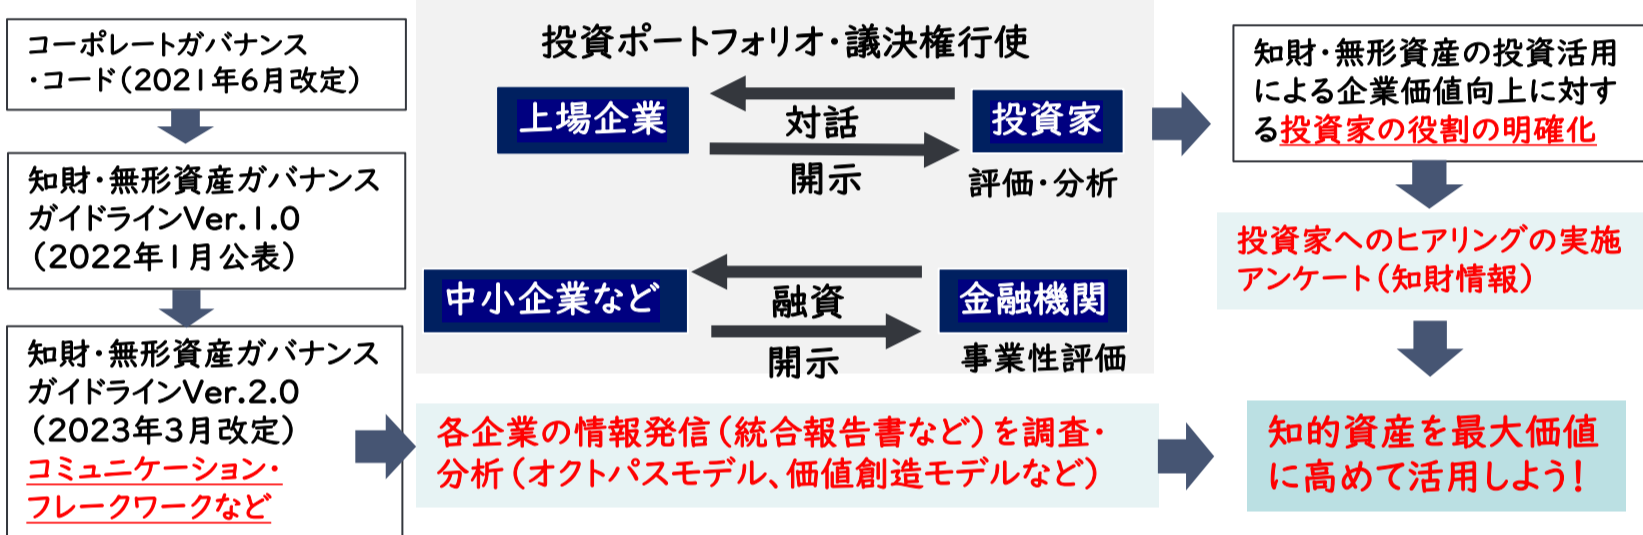 コーポレートガバナンス
・コード（2021年6月改定）
知財・無形資産ガバナンス
ガイドラインVer.1.0
（2022年1月公表）
知財・無形資産ガバナンス
ガイドラインVer.2.0
（2023年3月改定）
コミュニケーション・
フレークワークなど
投資ポートフォリオ・議決権行使
上場企業
対話
開示
投資家
評価・分析
中小企業など
融資
開示
金融機関
事業性評価
各企業の情報発信（統合報告書など）を調査・
分析（オクトパスモデル、価値創造モデルなど）
知財・無形資産の投資活用
による企業価値向上に対す
る投資家の役割の明確化
投資家へのヒアリングの実施
アンケート（知財情報）
知的資産を最大価値
に高めて活用しよう！